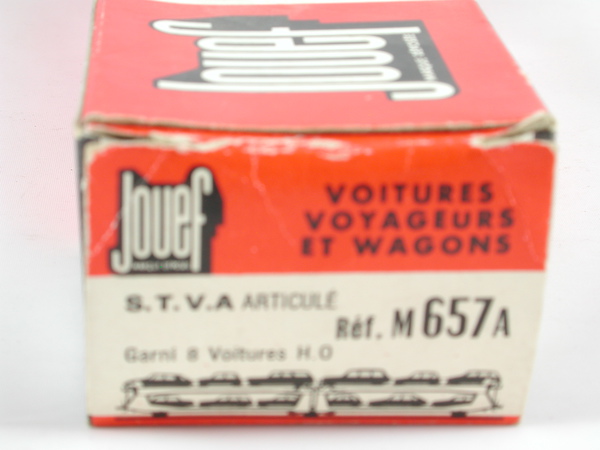 Jouef
Jouef
VOITURES
VOYAGEURS
ET WAGONS
S.T.V.A ARTICULÉ
Réf. M 657A
Garni 8 Voitures H.O